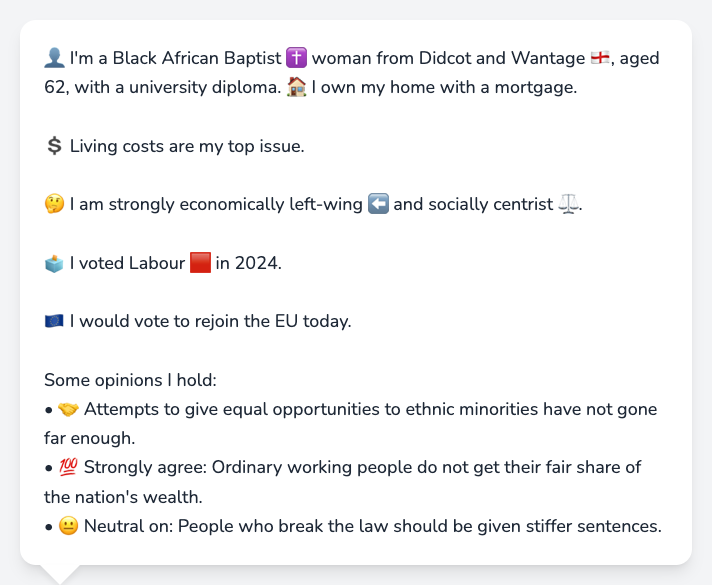 👤 I'm a Black African Baptist ✝️ woman from Didcot and Wantage 🏴󠁧󠁢󠁥󠁮󠁧󠁿, aged
62, with a university diploma. 🏠 I own my home with a mortgage.
💲 Living costs are my top issue.
🤔 I am strongly economically left-wing ⬅️ and socially centrist ⚖️.
🗳️ I voted Labour 🟥 in 2024.
🇪🇺 I would vote to rejoin the EU today.
Some opinions I hold:
• 🤝 Attempts to give equal opportunities to ethnic minorities have not gone
far enough.
• 💯 Strongly agree: Ordinary working people do not get their fair share of
the nation's wealth.
• 😐 Neutral on: People who break the law should be given stiffer sentences.